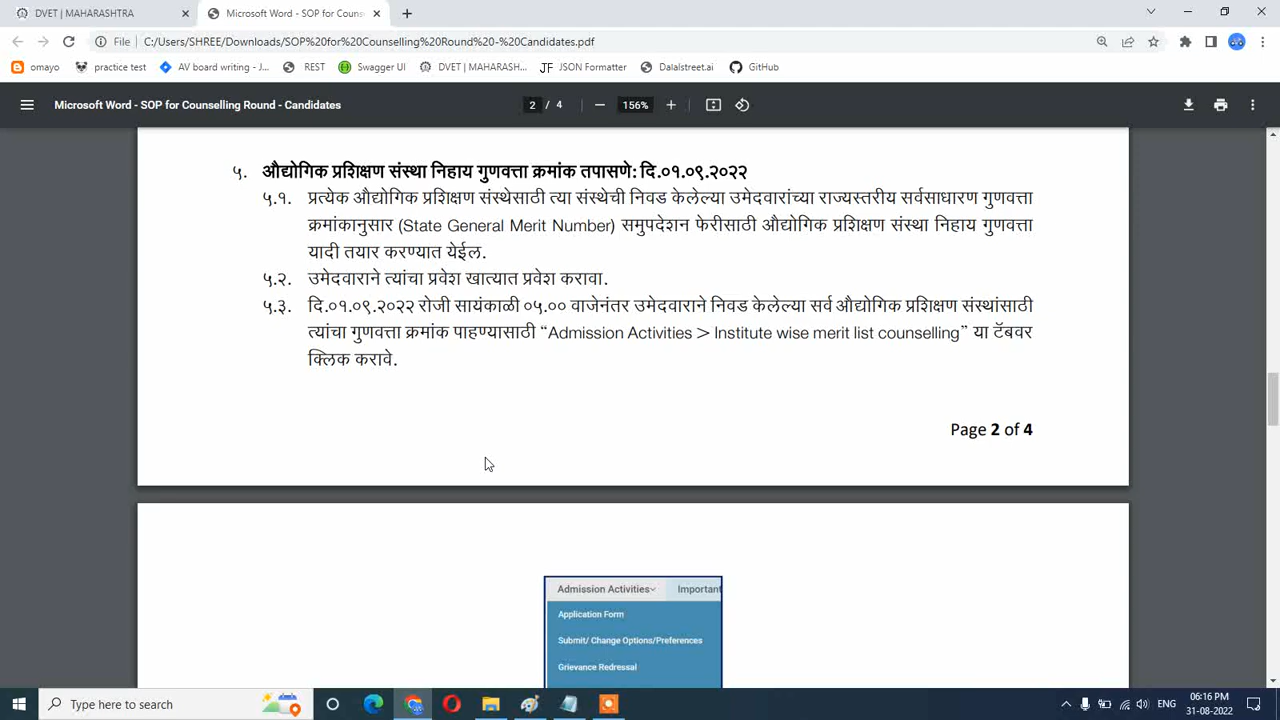 DVET | MAHARASHTRA
Microsoft Word - SOP for Couns
File C:/Users/SHREE/Downloads/SOP%20for%20Counselling%20Round%20-%20Candidates.pdf
omayo practice test AV board writing - J... REST Swagger UI DVET | MAHARASH... JSON Formatter Dalalstreet.ai GitHub
Microsoft Word - SOP for Counselling Round - Candidates 2 / 4 156%
५. औद्योगिक प्रशिक्षण संस्था निहाय गुणवत्ता क्रमांक तपासणे: दि.०१.०९.२०२२
५.१. प्रत्येक औद्योगिक प्रशिक्षण संस्थेसाठी त्या संस्थेची निवड केलेल्या उमेदवारांच्या राज्यस्तरीय सर्वसाधारण गुणवत्ता
क्रमांकानुसार (State General Merit Number) समुपदेशन फेरीसाठी औद्योगिक प्रशिक्षण संस्था निहाय गुणवत्ता
यादी तयार करण्यात येईल.
५.२. उमेदवाराने त्यांचा प्रवेश खात्यात प्रवेश करावा.
५.३. दि.०१.०९.२०२२ रोजी सायंकाळी ०५.०० वाजेनंतर उमेदवाराने निवड केलेल्या सर्व औद्योगिक प्रशिक्षण संस्थांसाठी
त्यांचा गुणवत्ता क्रमांक पाहण्यासाठी “Admission Activities > Institute wise merit list counselling” या टॅबवर
क्लिक करावे.
Page 2 of 4
Admission Activities Important
Application Form
Submit/ Change Options/Preferences
Grievance Redressal
Type here to search
ENG
06:16 PM
31-08-2022